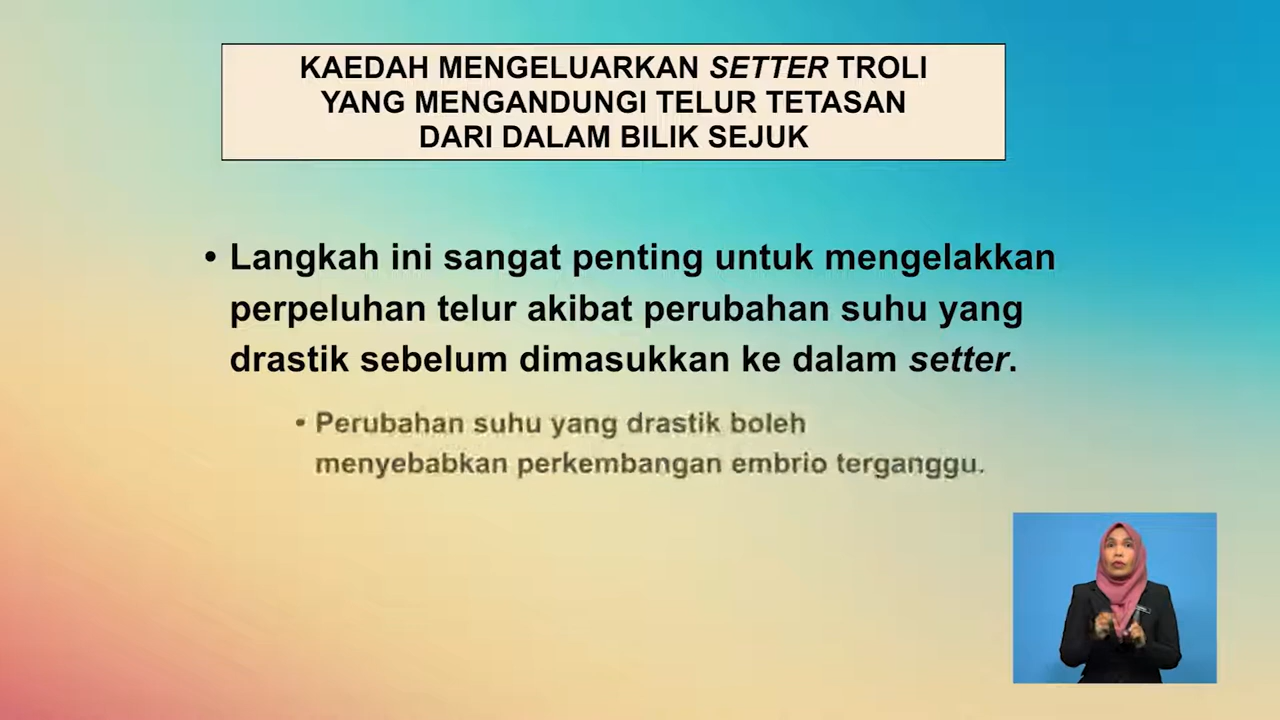 KAEDAH MENGELUARKAN SETTER TROLI
YANG MENGANDUNGI TELUR TETASAN
DARI DALAM BILIK SEJUK
• Langkah ini sangat penting untuk mengelakkan
perpeluhan telur akibat perubahan suhu yang
drastik sebelum dimasukkan ke dalam setter.
• Perubahan suhu yang drastik boleh
menyebabkan perkembangan embrio terganggu.